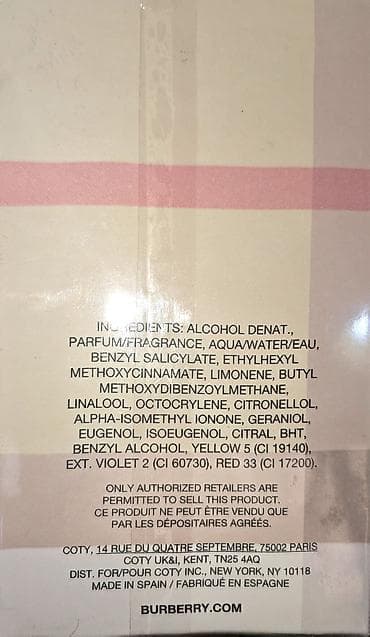 INGREDIENTS: ALCOHOL DENAT.,
PARFUM/FRAGRANCE, AQUA/WATER/EAU,
BENZYL SALICYLATE, ETHYLHEXYL
METHOXYCINNAMATE, LIMONENE, BUTYL
METHOXYDIBENZOYLMETHANE,
LINALOOL, OCTOCRYLENE, CITRONELLOL,
ALPHA-ISOMETHYL IONONE, GERANIOL,
EUGENOL, ISOEUGENOL, CITRAL, BHT,
BENZYL ALCOHOL, YELLOW 5 (CI 19140),
EXT. VIOLET 2 (CI 60730), RED 33 (CI 17200).
ONLY AUTHORIZED RETAILERS ARE
PERMITTED TO SELL THIS PRODUCT.
CE PRODUIT NE PEUT ÊTRE VENDU QUE
PAR LES DÉPOSITAIRES AGRÉÉS.
COTY, 14 RUE DU QUATRE SEPTEMBRE, 75002 PARIS
COTY UK&I, KENT, TN25 4AQ
DIST. FOR/POUR COTY INC., NEW YORK, NY 10118
MADE IN SPAIN / FABRIQUÉ EN ESPAGNE
BURBERRY.COM